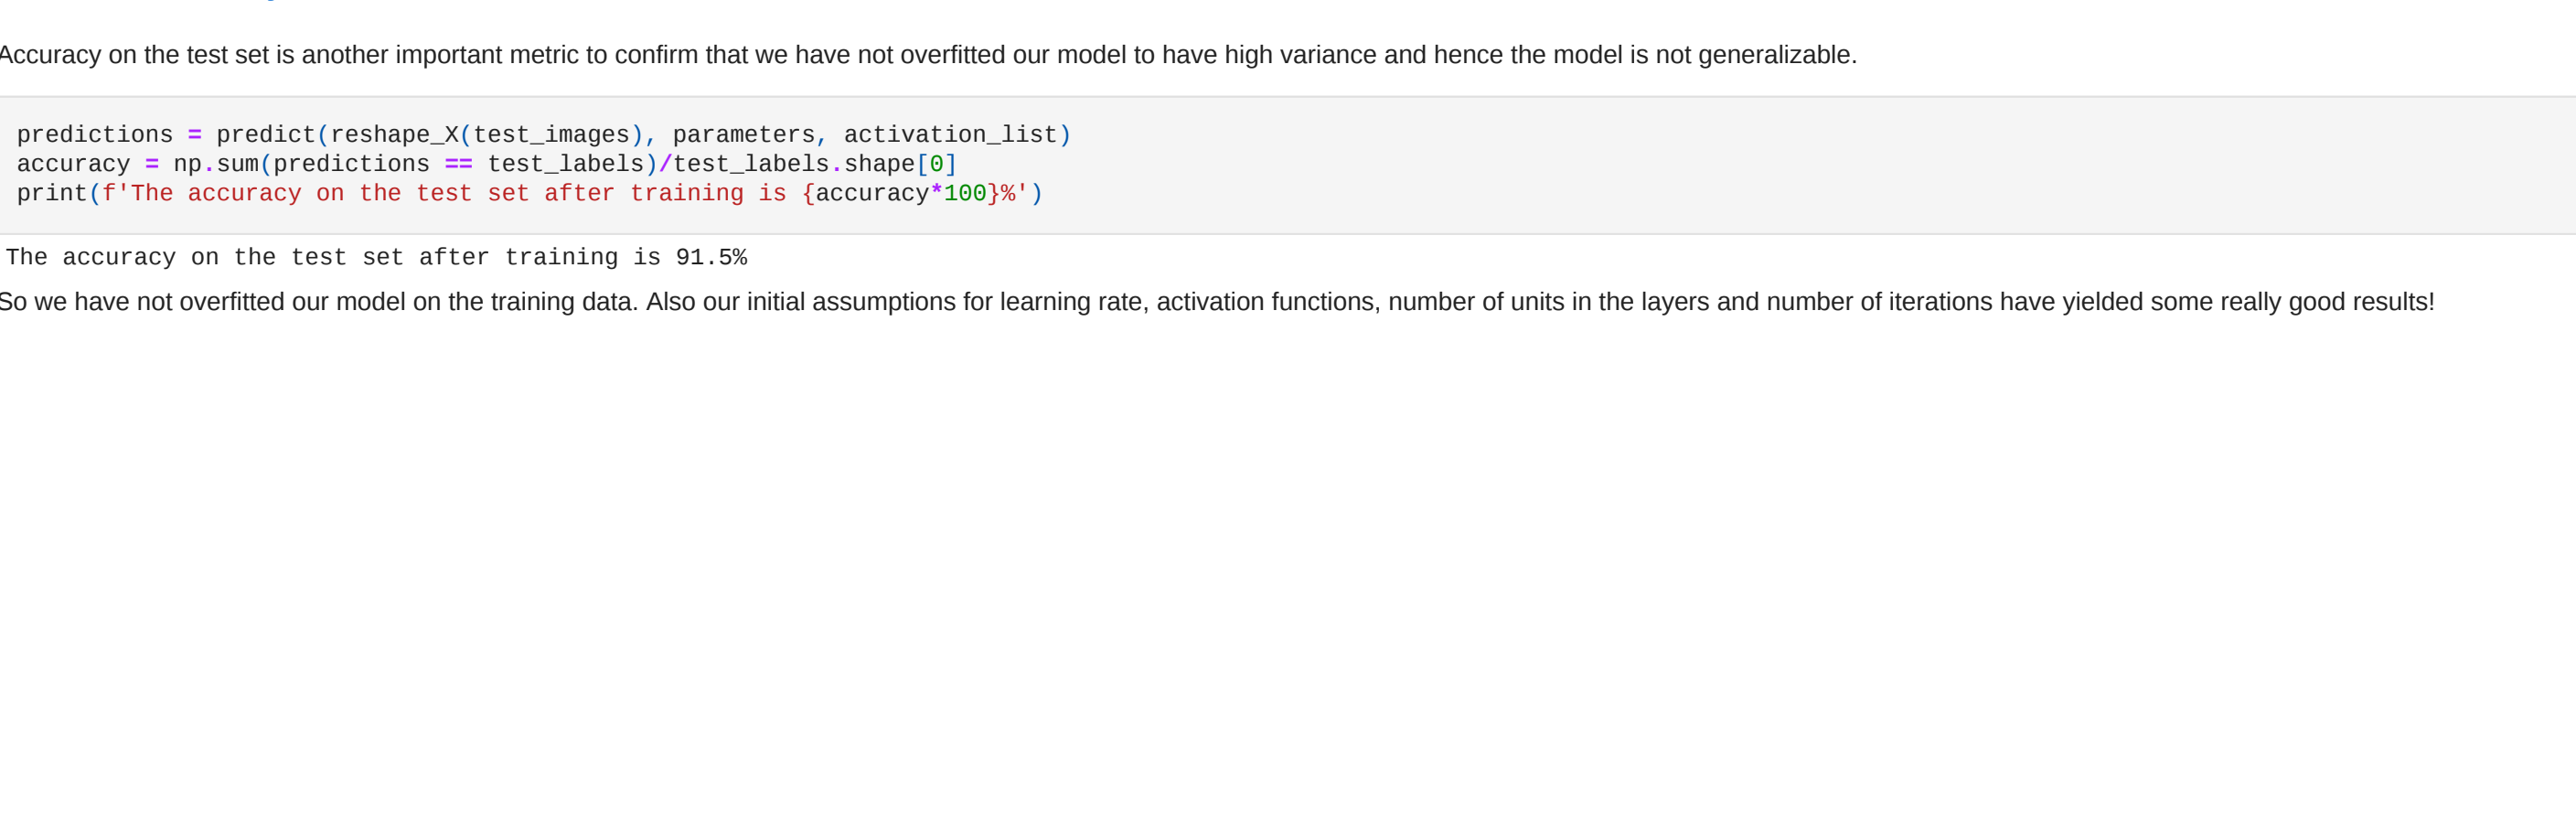 Accuracy on the test set is another important metric to confirm that we have not overfitted our model to have high variance and hence the model is not generalizable.
predictions = predict(reshape_X(test_images), parameters, activation_list)
accuracy = np.sum(predictions == test_labels)/test_labels.shape[0]
print(f'The accuracy on the test set after training is {accuracy*100}%')
The accuracy on the test set after training is 91.5%
So we have not overfitted our model on the training data. Also our initial assumptions for learning rate, activation functions, number of units in the layers and number of iterations have yielded some really good results!